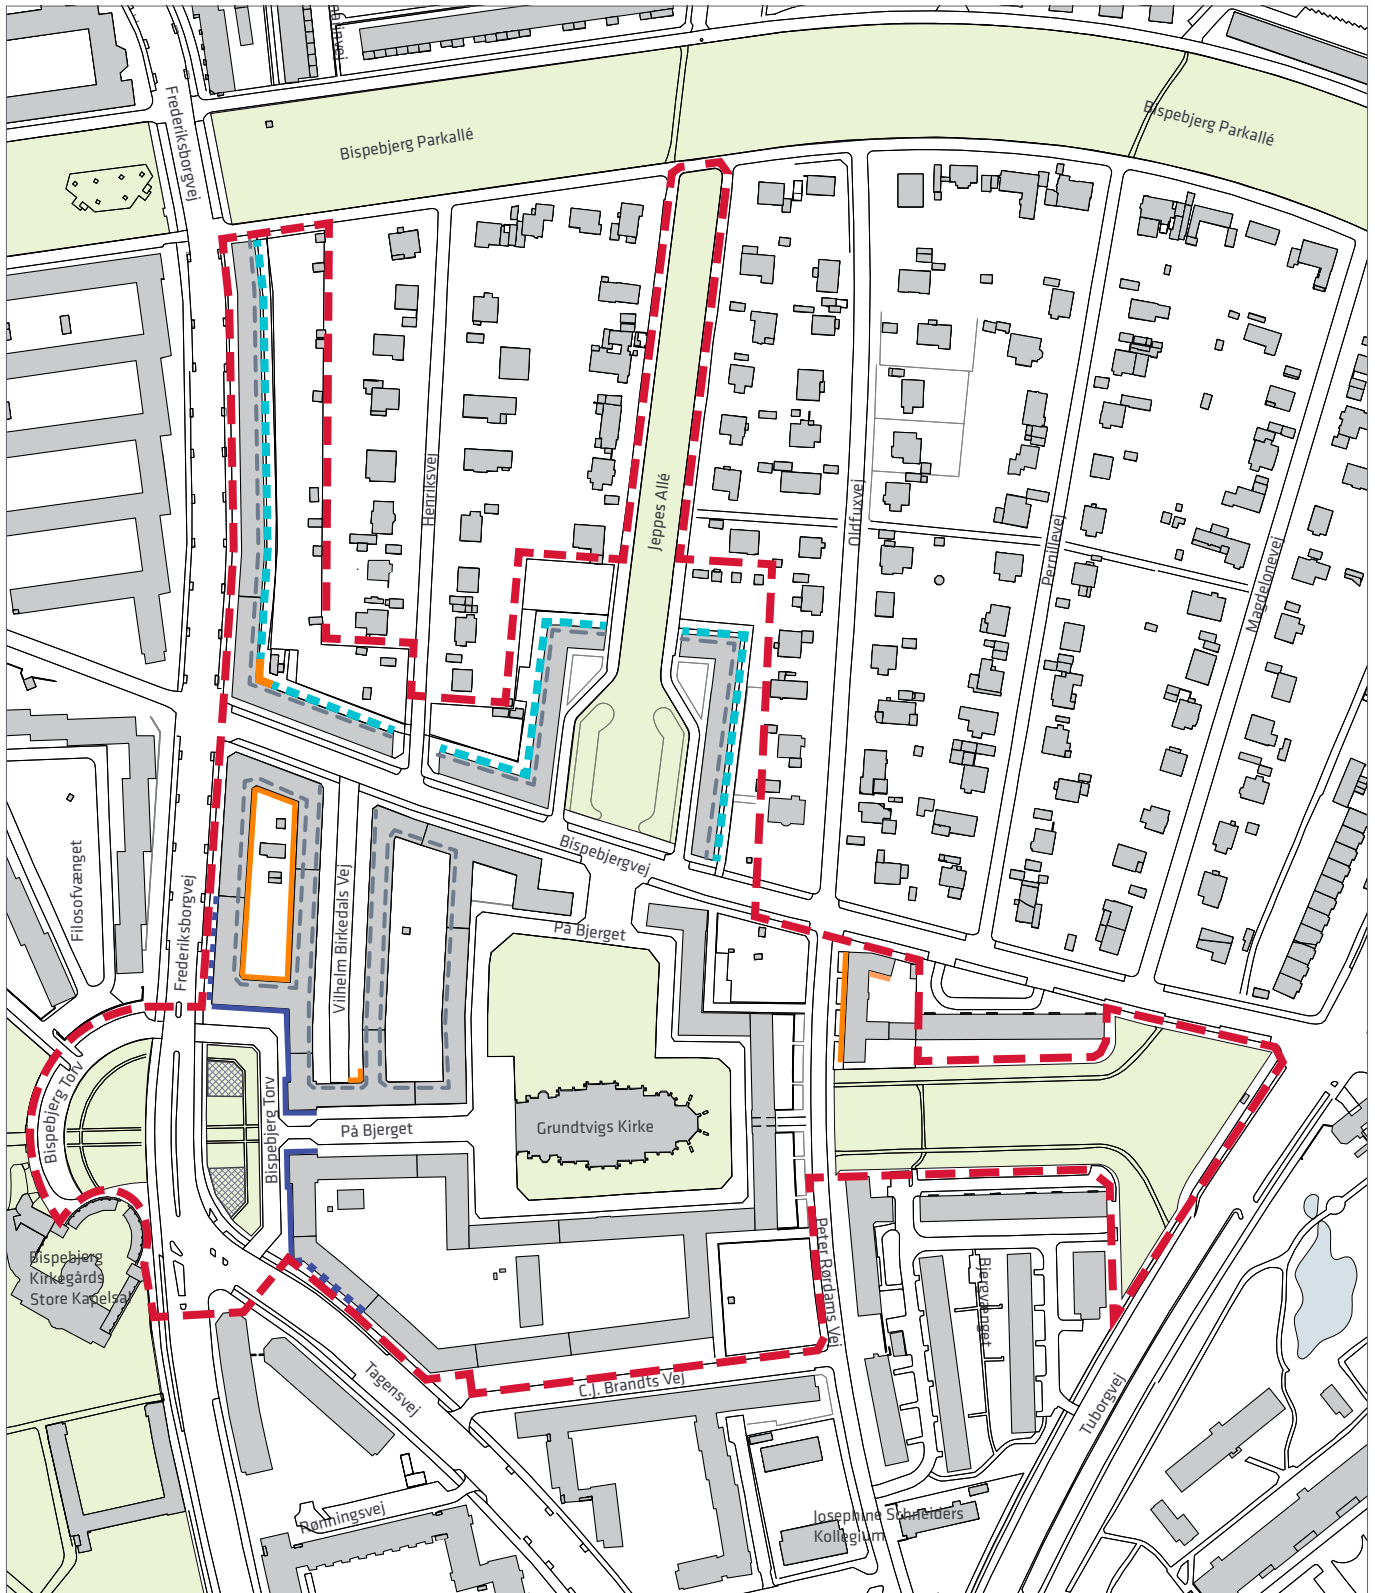 Frederiksborgvej
Bispebjerg Parkallé
Bispebjerg Parkallé
Henriksvej
Jeppes Allé
Oldfuxvej
Pernillevej
Magdelonevej
Bispebjergvej
Filosofvænget
Frederiksborgvej
Vilhelm Birkedals Vej
På Bjerget
Bispebjerg Torv
Bispebjerg Torv
På Bjerget
Grundtvigs Kirke
Bispebjerg
Kirkegårds
Store Kapelsal
Peter Rørdams Vej
Bjergvænget
Tagensvej
C.J. Brandts Vej
Tuborgvej
Rønningsvej
Josephine Schneiders
Kollegium